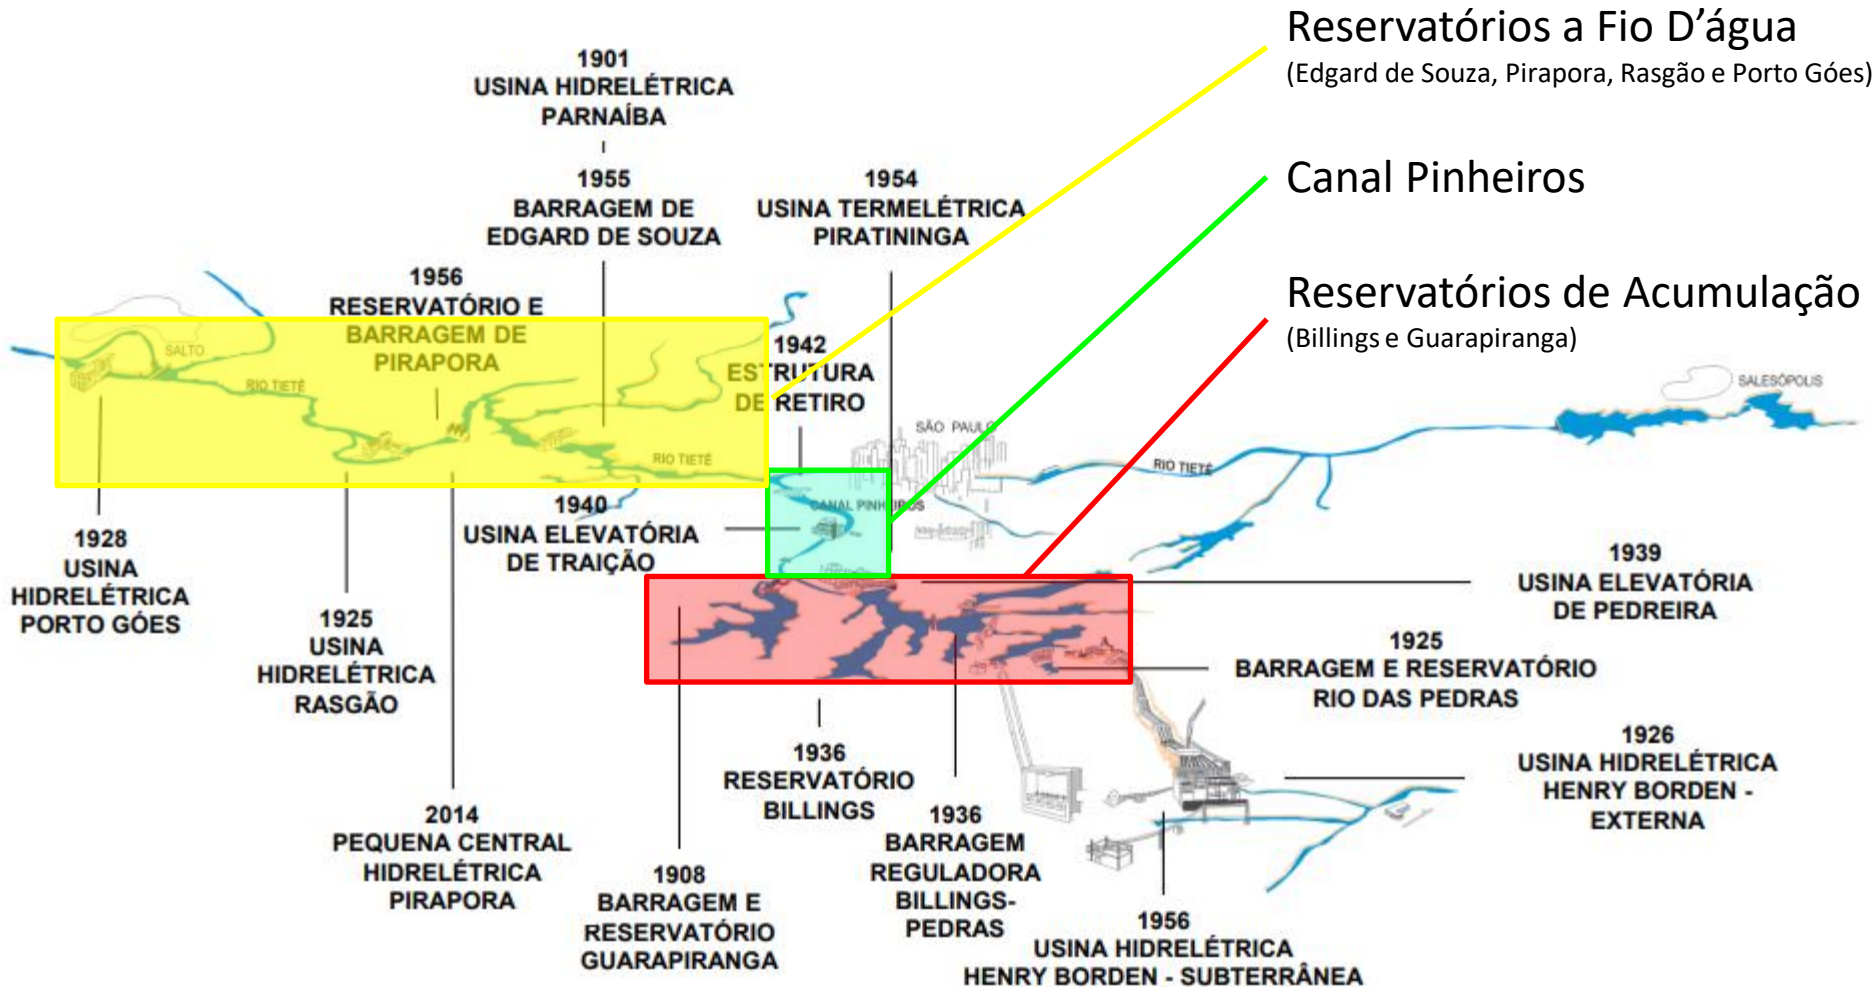 Reservatórios a Fio D’água
(Edgard de Souza, Pirapora, Rasgão e Porto Góes)
Canal Pinheiros
Reservatórios de Acumulação
(Billings e Guarapiranga)
1901
USINA HIDRELÉTRICA
PARNAÍBA
1955
BARRAGEM DE
EDGARD DE SOUZA
1954
USINA TERMELÉTRICA
PIRATININGA
1956
RESERVATÓRIO E
BARRAGEM DE
PIRAPORA
1942
ESTRUTURA
DE RETIRO
SALTO
RIO TIETÊ
RIO TIETÊ
SÃO PAULO
RIO TIETÊ
SALESÓPOLIS
CANAL PINHEIROS
1940
USINA ELEVATÓRIA
DE TRAIÇÃO
1928
USINA
HIDRELÉTRICA
PORTO GÓES
1925
USINA
HIDRELÉTRICA
RASGÃO
1939
USINA ELEVATÓRIA
DE PEDREIRA
1925
BARRAGEM E RESERVATÓRIO
RIO DAS PEDRAS
1926
USINA HIDRELÉTRICA
HENRY BORDEN -
EXTERNA
2014
PEQUENA CENTRAL
HIDRELÉTRICA
PIRAPORA
1908
BARRAGEM E
RESERVATÓRIO
GUARAPIRANGA
1936
RESERVATÓRIO
BILLINGS
1936
BARRAGEM
REGULADORA
BILLINGS-
PEDRAS
1956
USINA HIDRELÉTRICA
HENRY BORDEN - SUBTERRÂNEA